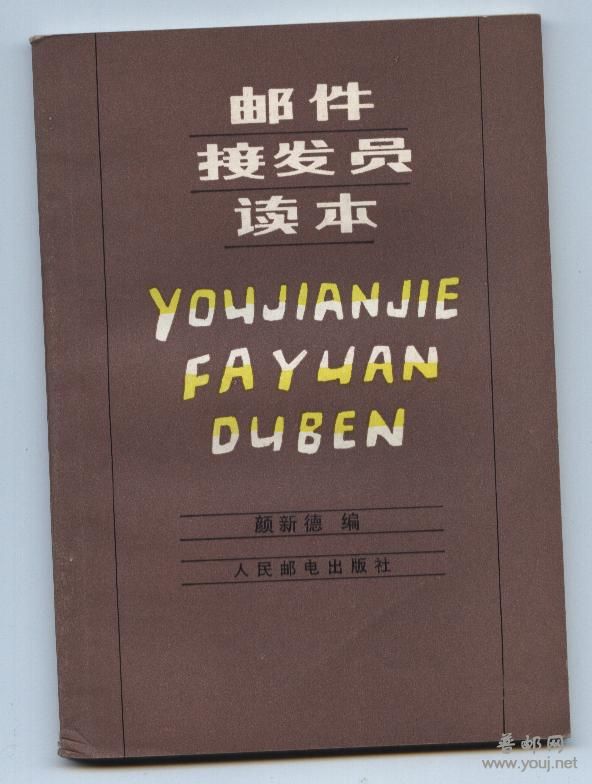 邮件
接发员
读本
YOUJIANJIE
FAYUAN
DUBEN
颜新德 编
人民邮电出版社
普邮网
www.youj.net